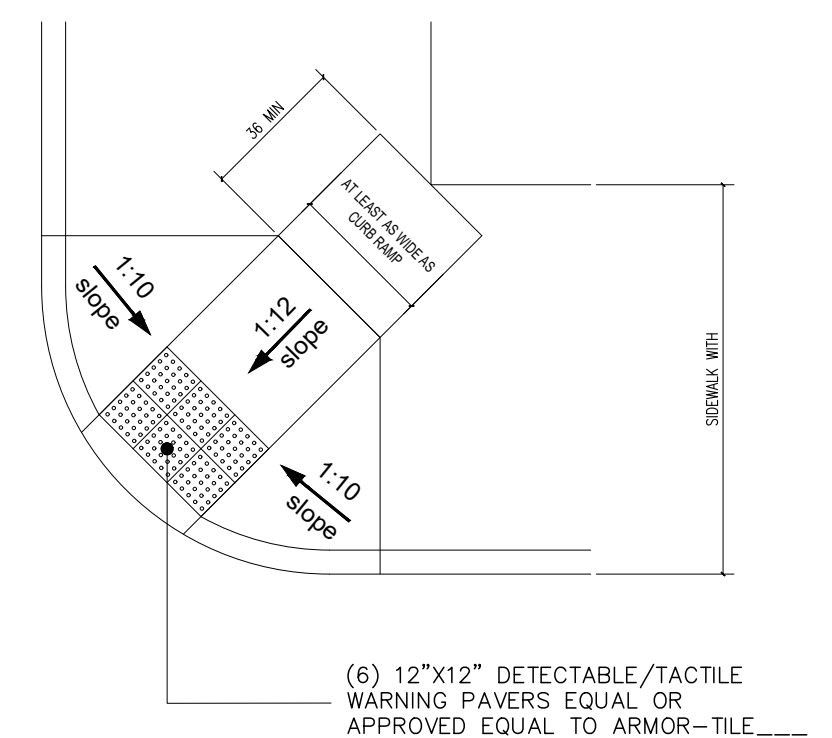 36 MIN
AT LEAST AS WIDE AS
CURB RAMP
1:10
slope
1:12
slope
SIDEWALK WITH
1:10
slope
(6) 12"X12" DETECTABLE/TACTILE
WARNING PAVERS EQUAL OR
APPROVED EQUAL TO ARMOR-TILE___